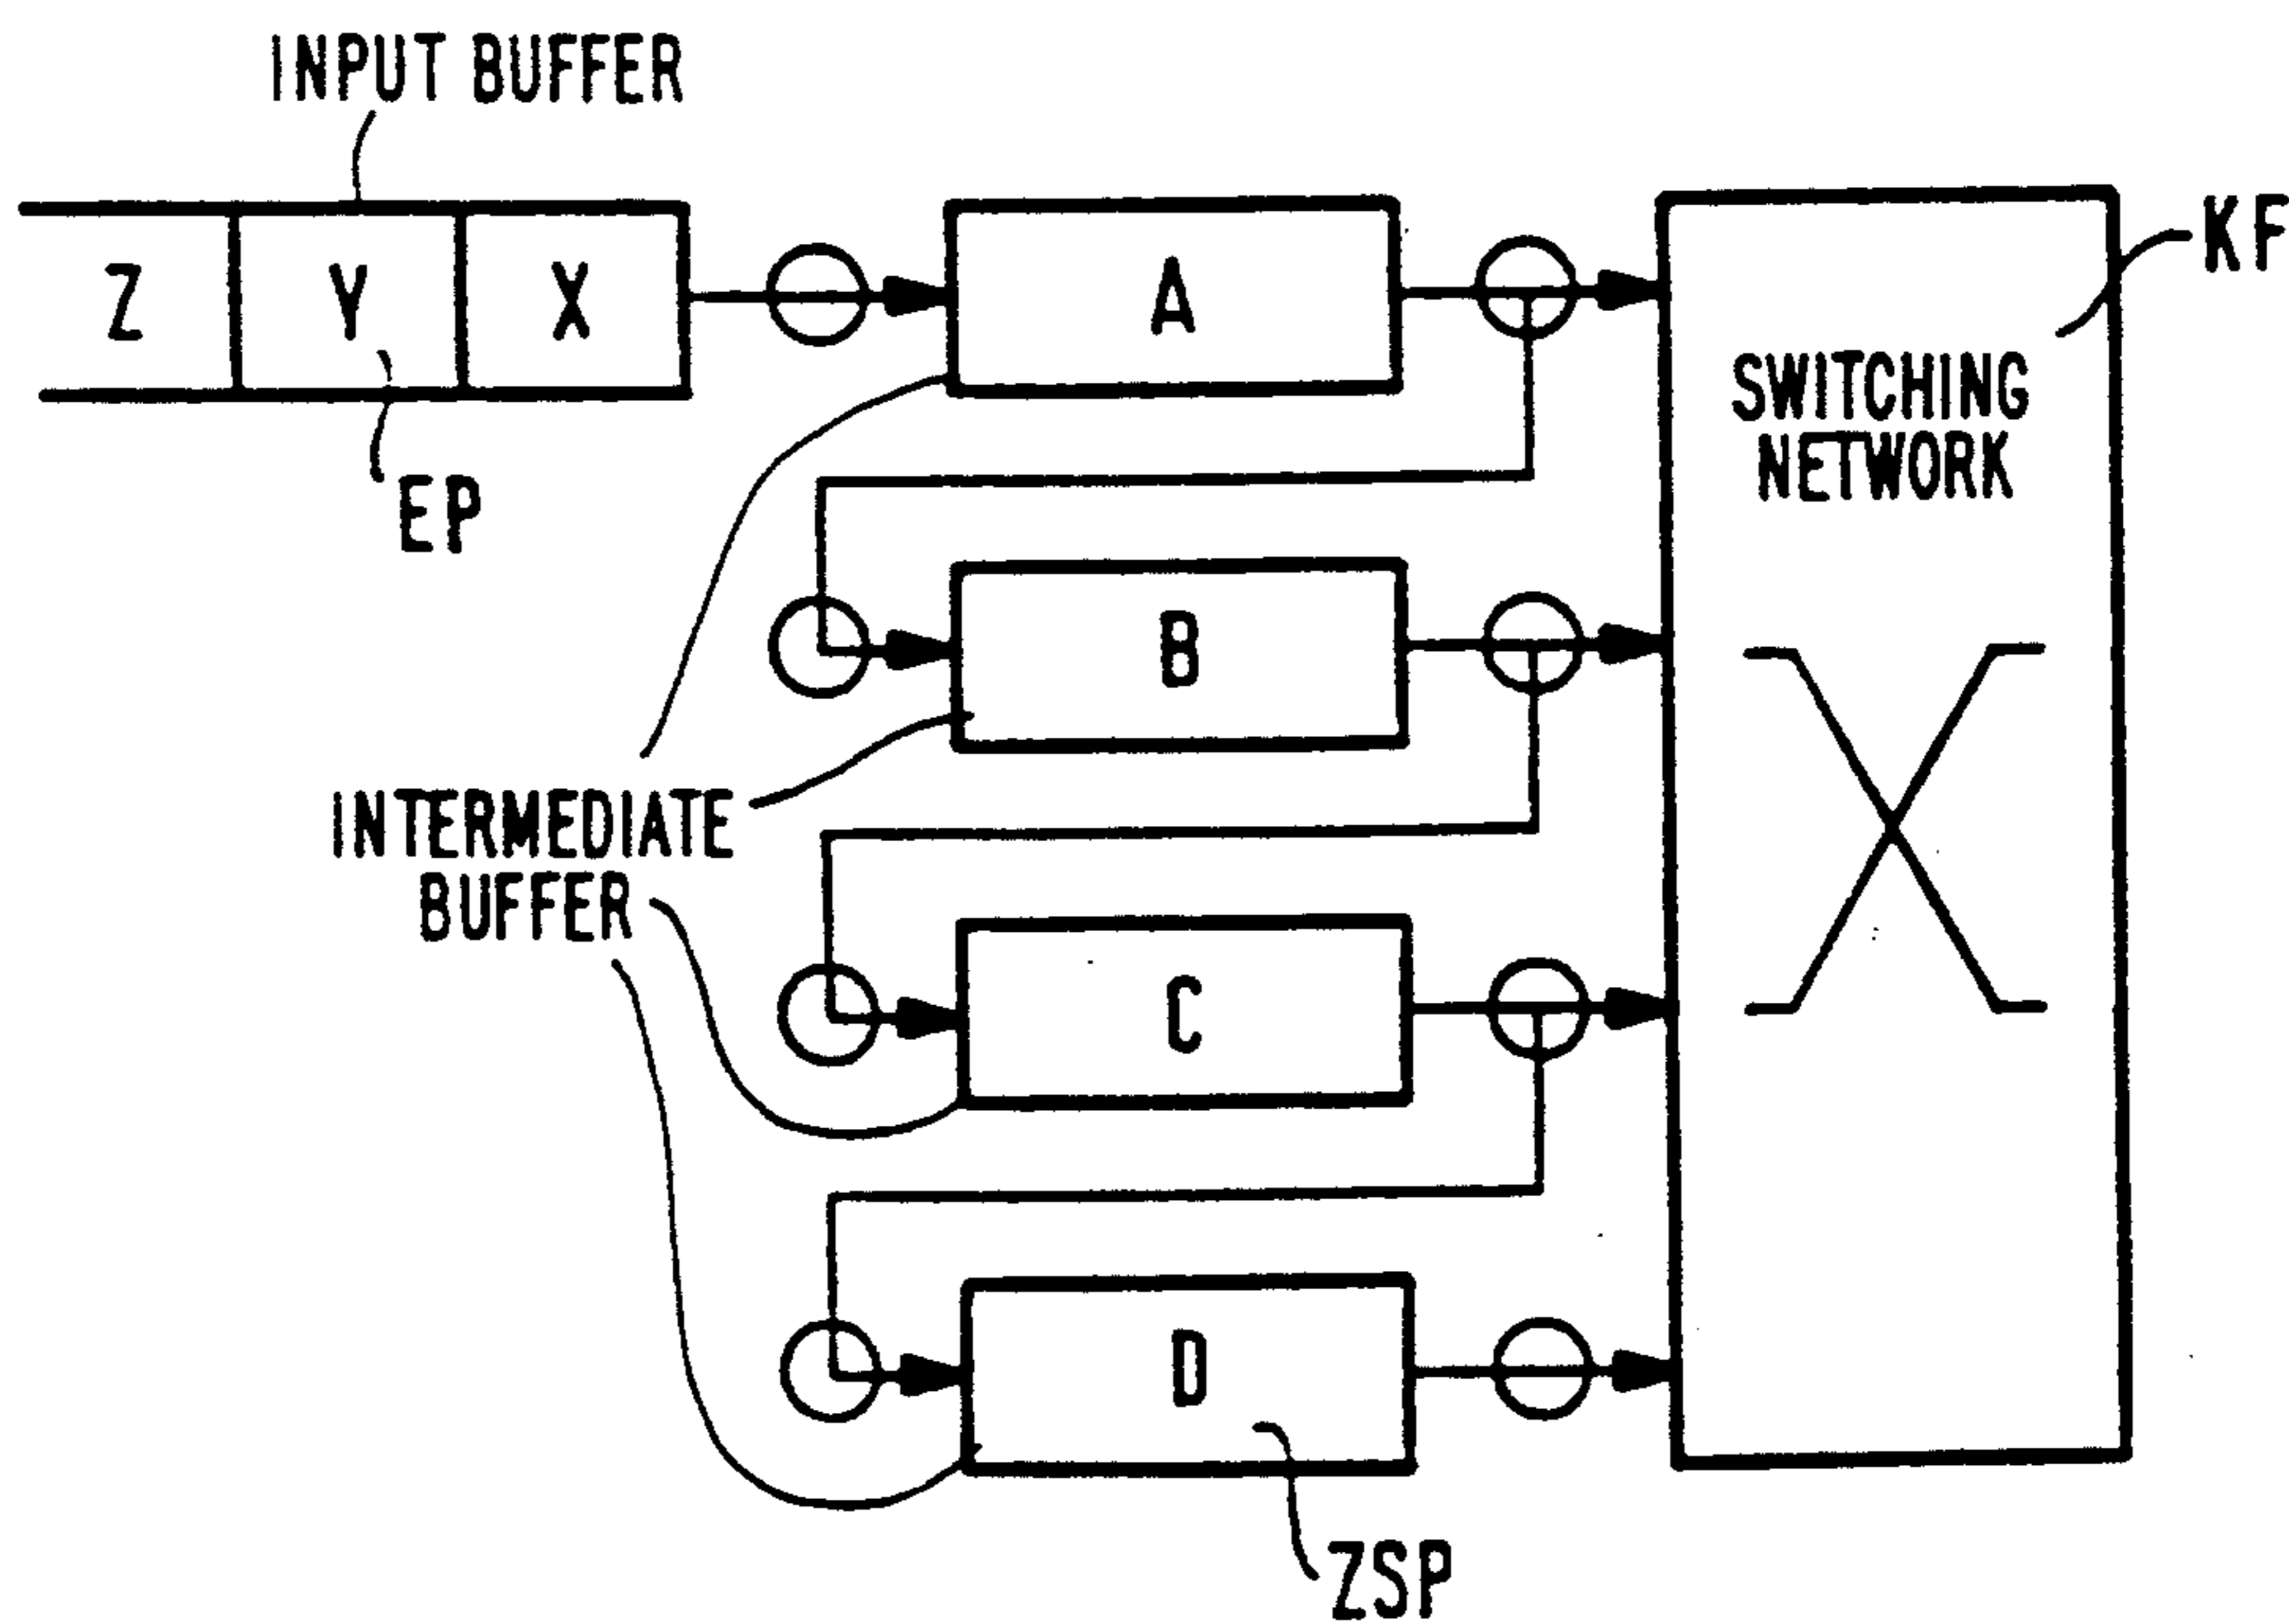 INPUT BUFFER
KF
Z Y X
A
SWITCHING
NETWORK
EP
B
INTERMEDIATE
BUFFER
C
D
ZSP